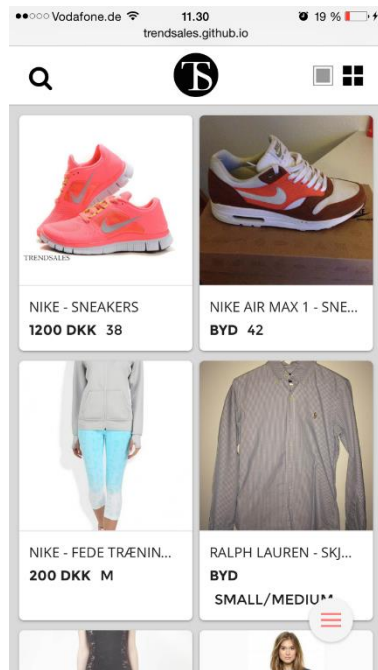 Vodafone.de 11.30 19 %
trendsales.github.io
TS
TRENDSALES
NIKE - SNEAKERS
1200 DKK 38
NIKE AIR MAX 1 - SNE...
BYD 42
NIKE - FEDE TRÆNIN...
200 DKK M
RALPH LAUREN - SKJ...
BYD
SMALL/MEDIUM